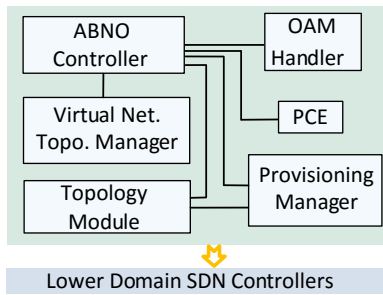 ABNO
Controller
OAM
Handler
Virtual Net.
Topo. Manager
PCE
Topology
Module
Provisioning
Manager
Lower Domain SDN Controllers